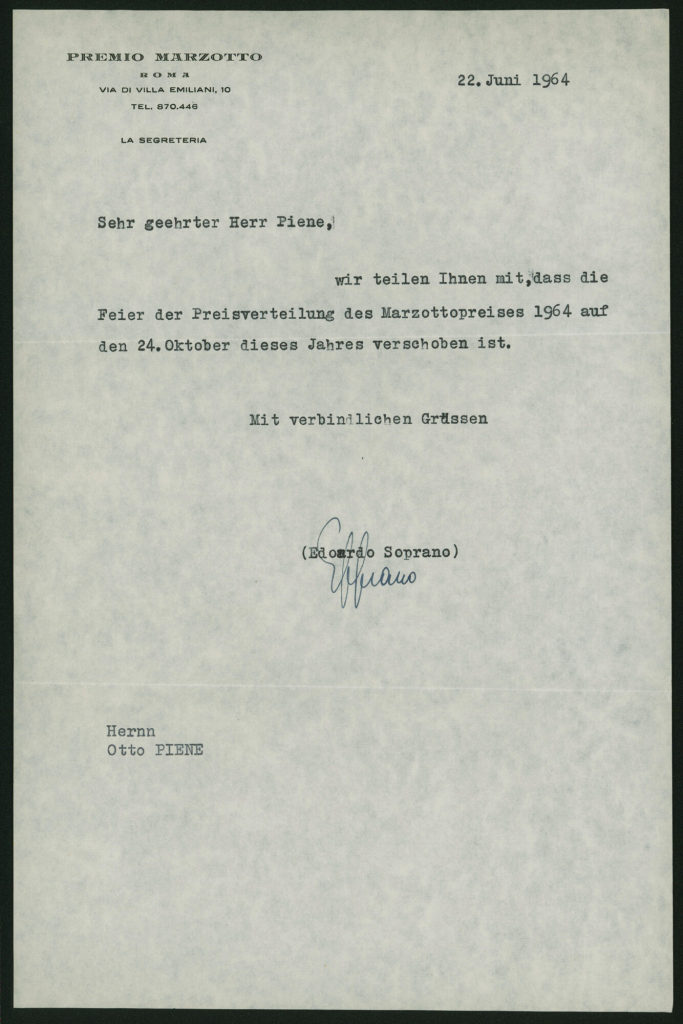 PREMIO MARZOTTO
ROMA
VIA DI VILLA EMILIANI, 10
TEL. 870.446
LA SEGRETERIA
22.Juni 1964
Sehr geehrter Herr Piene,
wir teilen Ihnen mit,dass die
Feier der Preisverteilung des Marzottopreises 1964 auf
den 24.Oktober dieses Jahres verschoben ist.
Mit verbindlichen Grüssen
(Edoardo Soprano)
Hernn
Otto PIENE